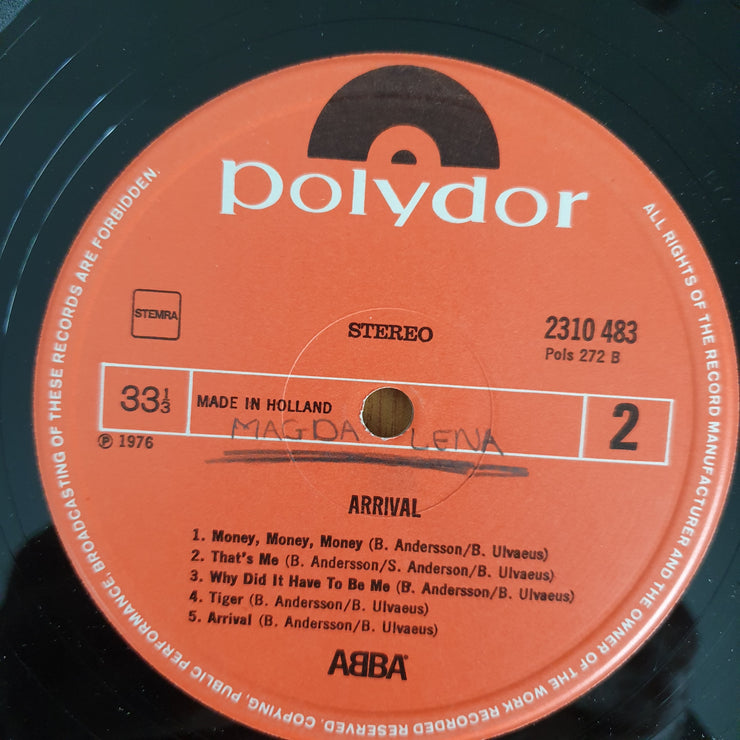 polydor
STEMRA
STEREO
2310 483
Pols 272 B
33 1/3
MADE IN HOLLAND
2
MAGDA LENA
℗ 1976
ARRIVAL
1. Money, Money, Money (B. Andersson/B. Ulvaeus)
2. That's Me (B. Andersson/S. Andersson/B. Ulvaeus)
3. Why Did It Have To Be Me (B. Andersson/B. Ulvaeus)
4. Tiger (B. Andersson/B. Ulvaeus)
5. Arrival (B. Andersson/B. Ulvaeus)
ABBA
ALL RIGHTS OF THE RECORD MANUFACTURER AND THE OWNER OF THE WORK RECORDED RESERVED. COPYING, PUBLIC PERFORMANCE, BROADCASTING OF THESE RECORDS ARE FORBIDDEN.